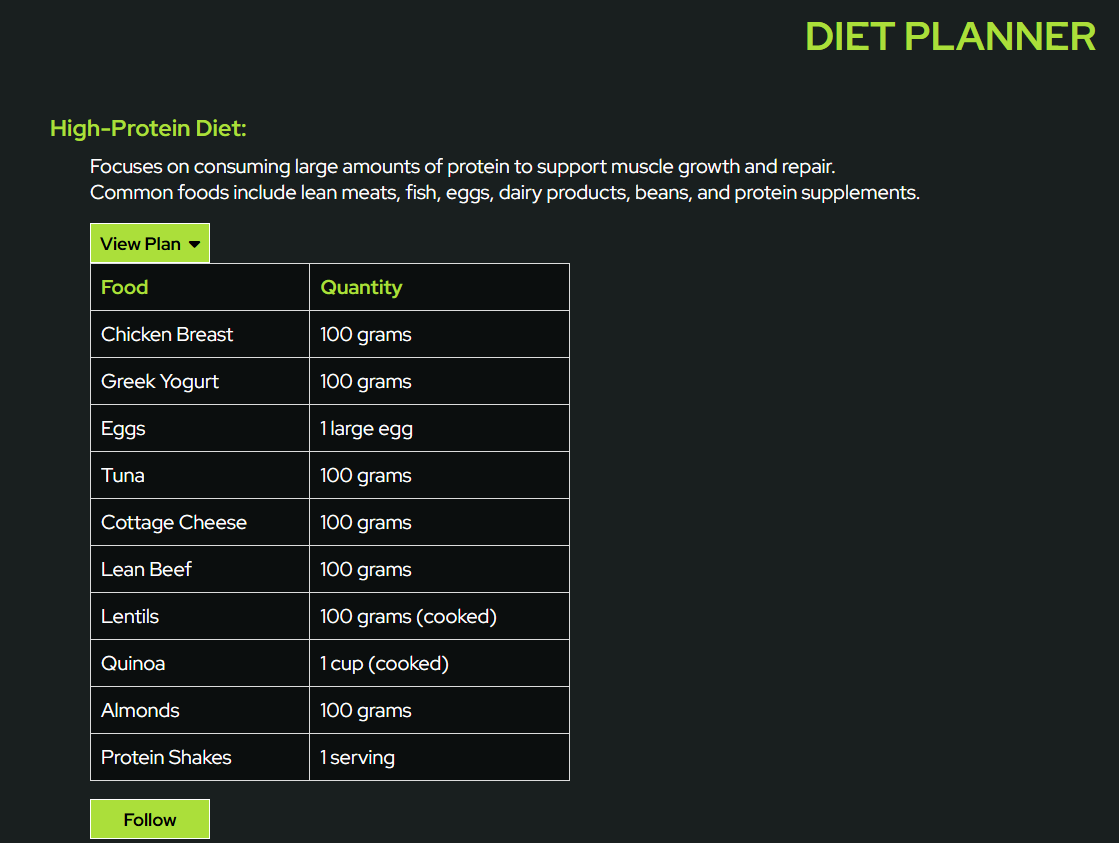 DIET PLANNER
High-Protein Diet:
Focuses on consuming large amounts of protein to support muscle growth and repair.
Common foods include lean meats, fish, eggs, dairy products, beans, and protein supplements.
View Plan
Food Quantity
Chicken Breast 100 grams
Greek Yogurt 100 grams
Eggs 1 large egg
Tuna 100 grams
Cottage Cheese 100 grams
Lean Beef 100 grams
Lentils 100 grams (cooked)
Quinoa 1 cup (cooked)
Almonds 100 grams
Protein Shakes 1 serving
Follow